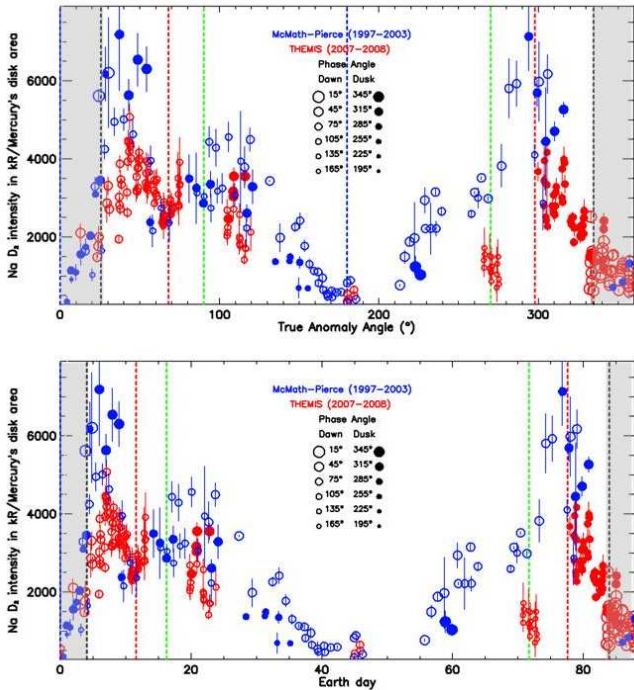 McMath-Pierce (1997-2003)
THEMIS (2007-2008)
Phase Angle
Dawn Dusk
15° 345°
45° 315°
75° 285°
105° 255°
135° 225°
165° 195°
6000
4000
2000
Na D₂ intensity in kR/Mercury's disk area
0 100 200 300
True Anomaly Angle (°)
McMath-Pierce (1997-2003)
THEMIS (2007-2008)
Phase Angle
Dawn Dusk
15° 345°
45° 315°
75° 285°
105° 255°
135° 225°
165° 195°
6000
4000
2000
Na D₂ intensity in kR/Mercury's disk area
0 20 40 60 80
Earth day